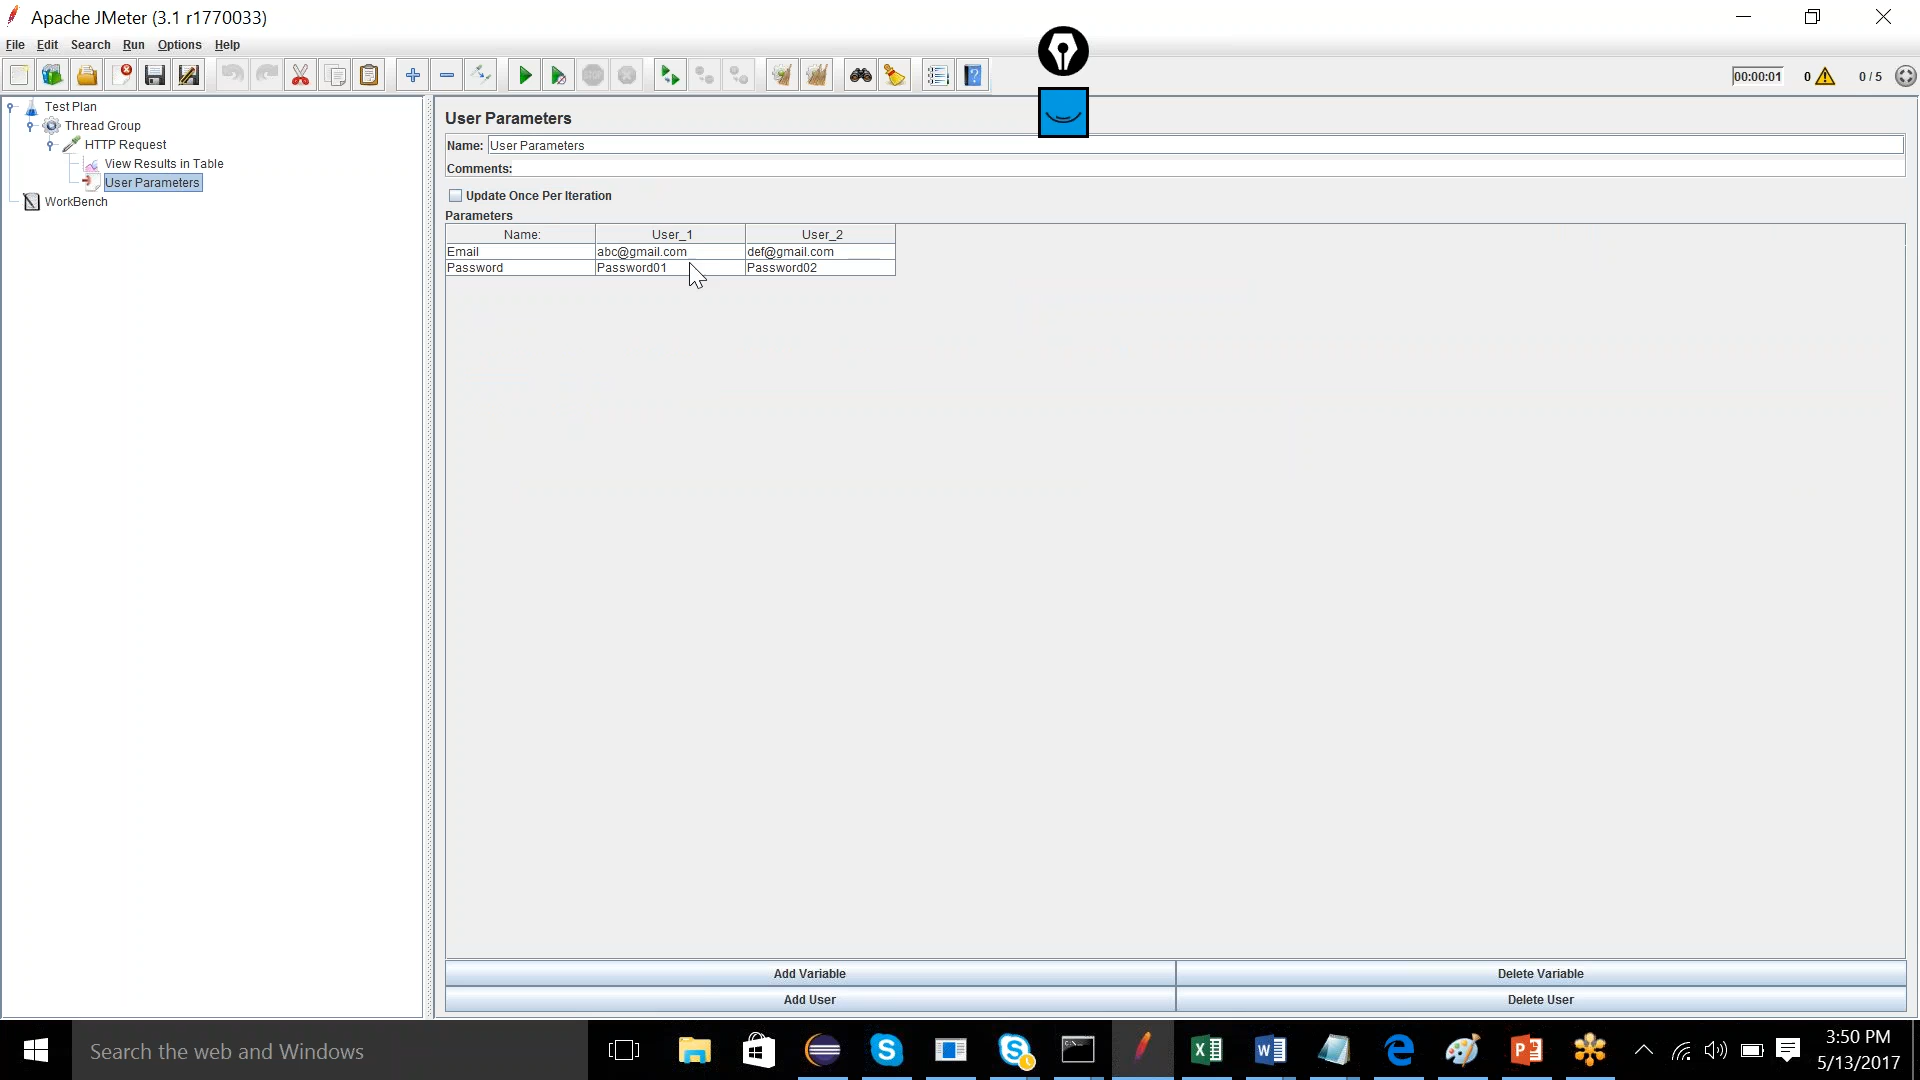 Apache JMeter (3.1 r1770033)
File Edit Search Run Options Help
00:00:01 0 0 / 5
Test Plan
Thread Group
HTTP Request
View Results in Table
User Parameters
WorkBench
User Parameters
Name: User Parameters
Comments:
Update Once Per Iteration
Parameters
Name: User_1 User_2
Email abc@gmail.com def@gmail.com
Password Password01 Password02
Add Variable Delete Variable
Add User Delete User
Search the web and Windows
3:50 PM
5/13/2017